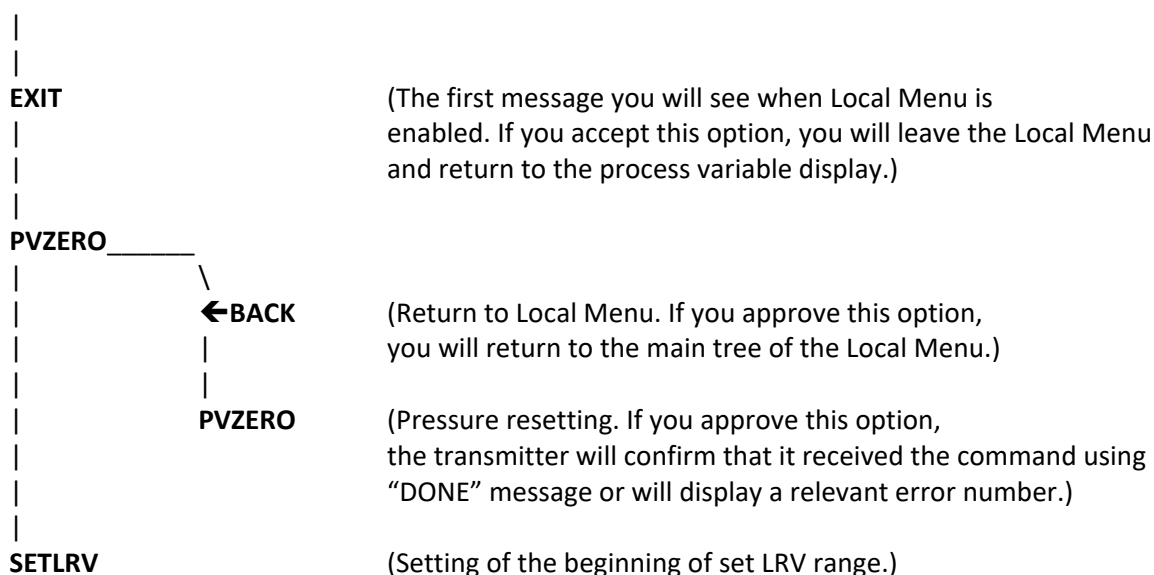 |
|
EXIT (The first message you will see when Local Menu is
| enabled. If you accept this option, you will leave the Local Menu
| and return to the process variable display.)
|
PVZERO______
| \
| 🡰BACK (Return to Local Menu. If you approve this option,
| | you will return to the main tree of the Local Menu.)
| |
| PVZERO (Pressure resetting. If you approve this option,
| the transmitter will confirm that it received the command using
| “DONE” message or will display a relevant error number.)
|
SETLRV (Setting of the beginning of set LRV range.)